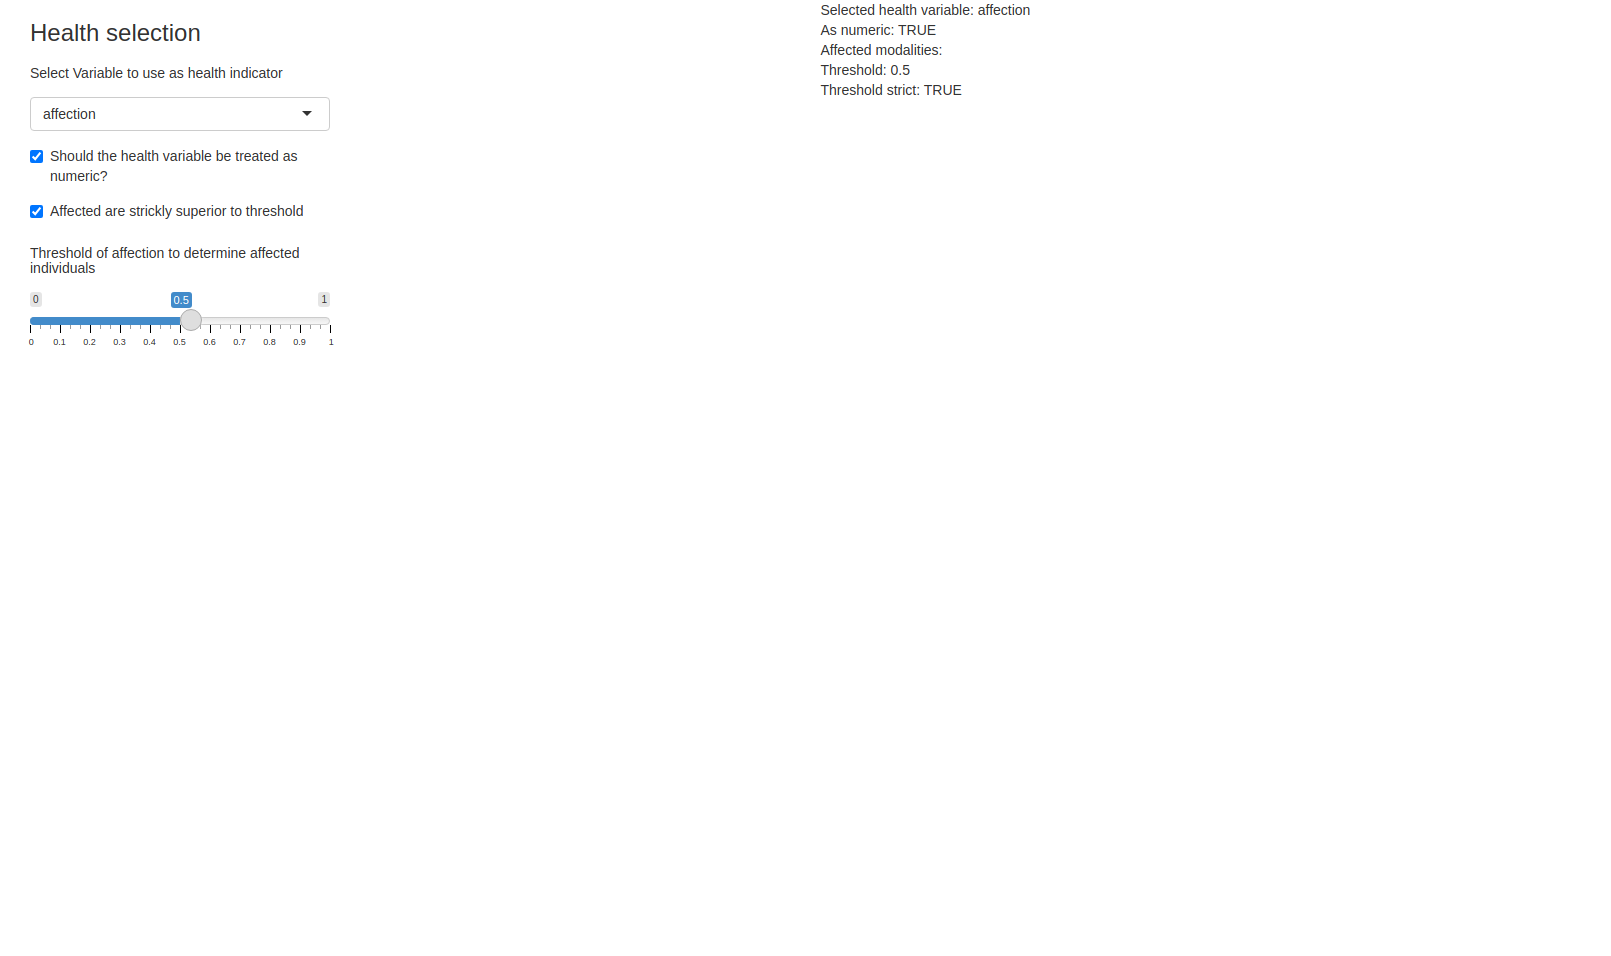 Health selection
Select Variable to use as health indicator
affection
Should the health variable be treated as
numeric?
Affected are strickly superior to threshold
Threshold of affection to determine affected
individuals
0 0.5 1
0 0.1 0.2 0.3 0.4 0.5 0.6 0.7 0.8 0.9 1
Selected health variable: affection
As numeric: TRUE
Affected modalities:
Threshold: 0.5
Threshold strict: TRUE